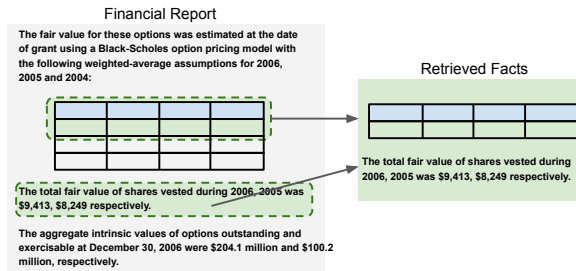 Financial Report
The fair value for these options was estimated at the date
of grant using a Black-Scholes option pricing model with
the following weighted-average assumptions for 2006,
2005 and 2004:
The total fair value of shares vested during 2006, 2005 was
$9,413, $8,249 respectively.
The aggregate intrinsic values of options outstanding and
exercisable at December 30, 2006 were $204.1 million and $100.2
million, respectively.
Retrieved Facts
The total fair value of shares vested during
2006, 2005 was $9,413, $8,249 respectively.